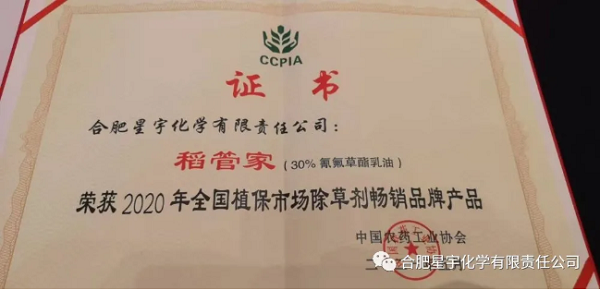 CCPIA
证书
合肥星宇化学有限责任公司：
稻管家（30%氰氟草酯乳油）
荣获2020年全国植保市场除草剂畅销品牌产品
中国农药工业协会
合肥星宇化学有限责任公司